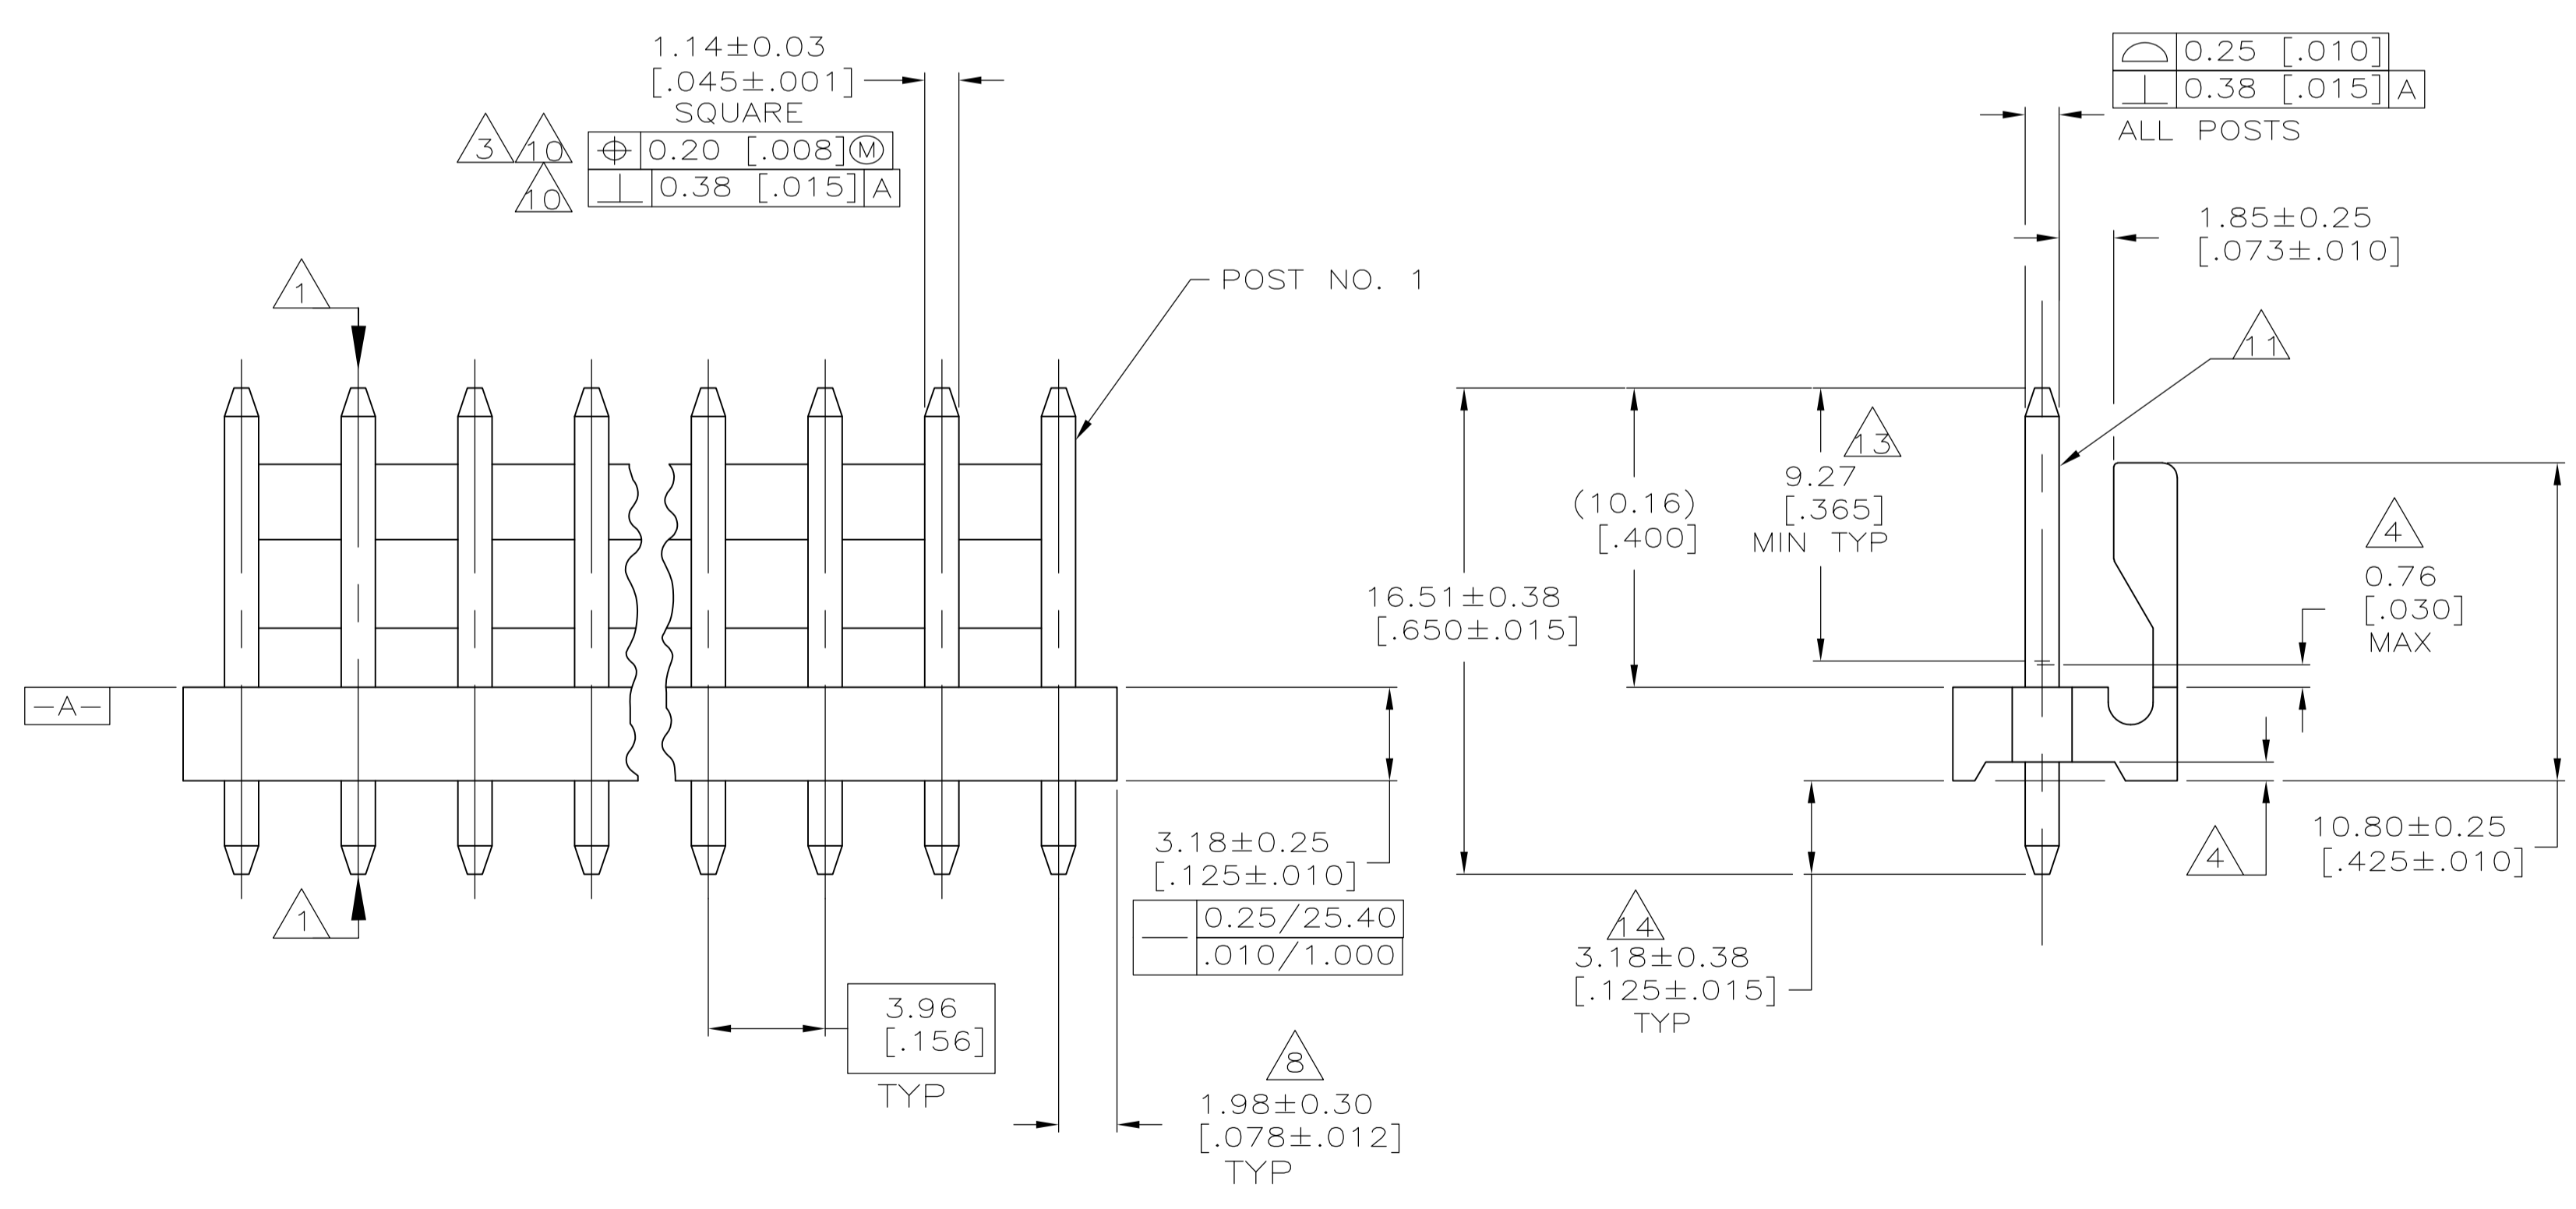 1.14±0.03
[.045±.001]
SQUARE
3
10
⌖ 0.20 [.008]Ⓜ
10
⊥ 0.38 [.015] A
1
POST NO. 1
-A-
1
3.18±0.25
[.125±.010]
0.25/25.40
.010/1.000
3.96
[.156]
TYP
8
1.98±0.30
[.078±.012]
TYP
⌓ 0.25 [.010]
⊥ 0.38 [.015] A
ALL POSTS
1.85±0.25
[.073±.010]
11
13
9.27
[.365]
MIN TYP
(10.16)
[.400]
16.51±0.38
[.650±.015]
4
0.76
[.030]
MAX
10.80±0.25
[.425±.010]
4
14
3.18±0.38
[.125±.015]
TYP